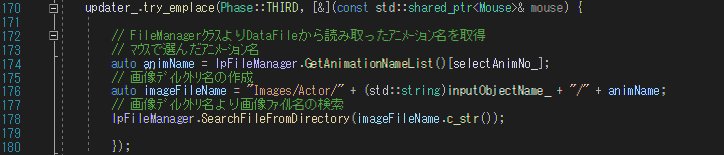 170 updater_.try_emplace(Phase::THIRD, [&](const std::shared_ptr<Mouse>& mouse) {
171
172 // FileManagerクラスよりDataFileから読み取ったアニメーション名を取得
173 // マウスで選んだアニメーション名
174 auto animName = lpFileManager.GetAnimationNameList()[selectAnimNo_];
175 // 画像ディレクトリ名の作成
176 auto imageFileName = "Images/Actor/" + (std::string)inputObjectName_ + "/" + animName;
177 // 画像ディレクトリ名より画像ファイル名の検索
178 lpFileManager.SearchFileFromDirectory(imageFileName.c_str());
179
180 });